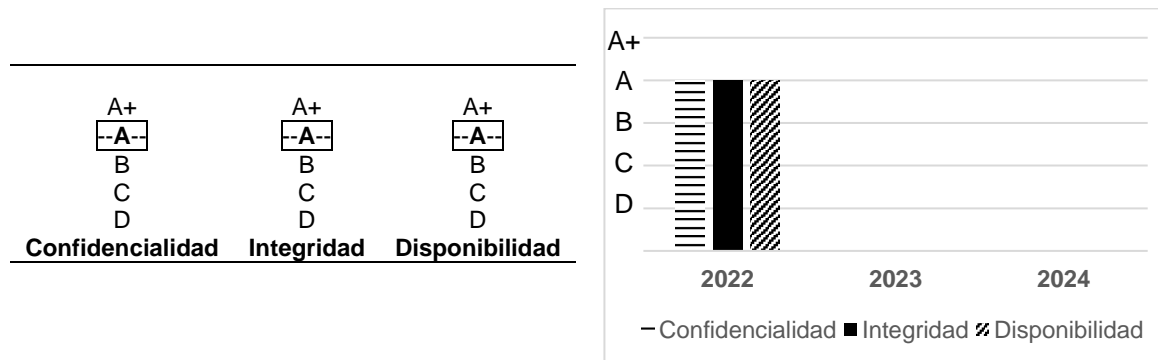 A+ A+ A+
--A-- --A-- --A--
B B B
C C C
D D D
Confidencialidad Integridad Disponibilidad
A+
A
B
C
D
2022 2023 2024
Confidencialidad Integridad Disponibilidad